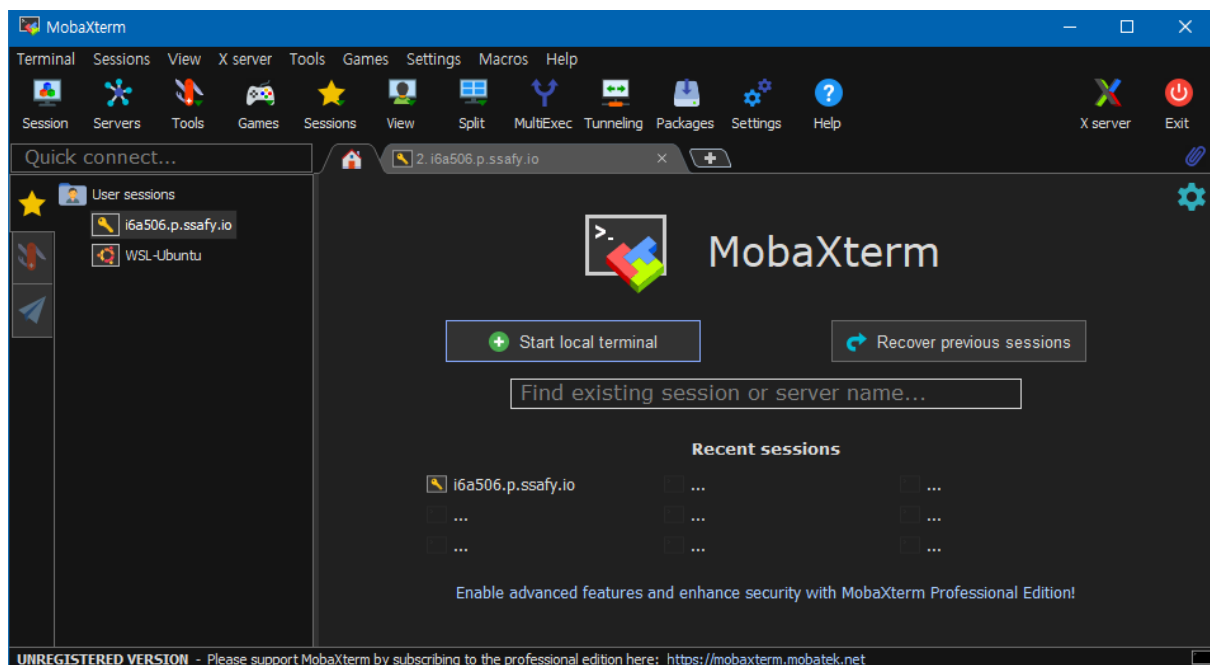 MobaXterm
Terminal Sessions View X server Tools Games Settings Macros Help
Session Servers Tools Games Sessions View Split MultiExec Tunneling Packages Settings Help X server Exit
Quick connect...
2. i6a506.p.ssafy.io
User sessions
i6a506.p.ssafy.io
WSL-Ubuntu
MobaXterm
Start local terminal
Recover previous sessions
Find existing session or server name...
Recent sessions
i6a506.p.ssafy.io ... ...
... ... ...
... ... ...
Enable advanced features and enhance security with MobaXterm Professional Edition!
UNREGISTERED VERSION - Please support MobaXterm by subscribing to the professional edition here: https://mobaxterm.mobatek.net